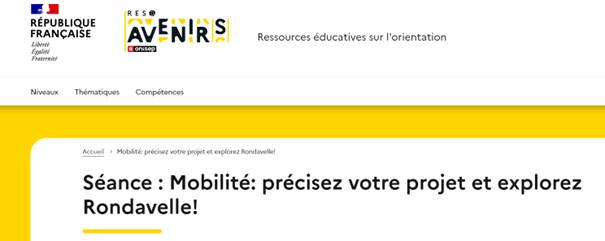 RÉPUBLIQUE
FRANÇAISE
Liberté
Égalité
Fraternité
RES
AVENIRS
onisep
Ressources éducatives sur l'orientation
Niveaux Thématiques Compétences
Accueil > Mobilité: précisez votre projet et explorez Rondavelle!
Séance : Mobilité: précisez votre projet et explorez
Rondavelle!